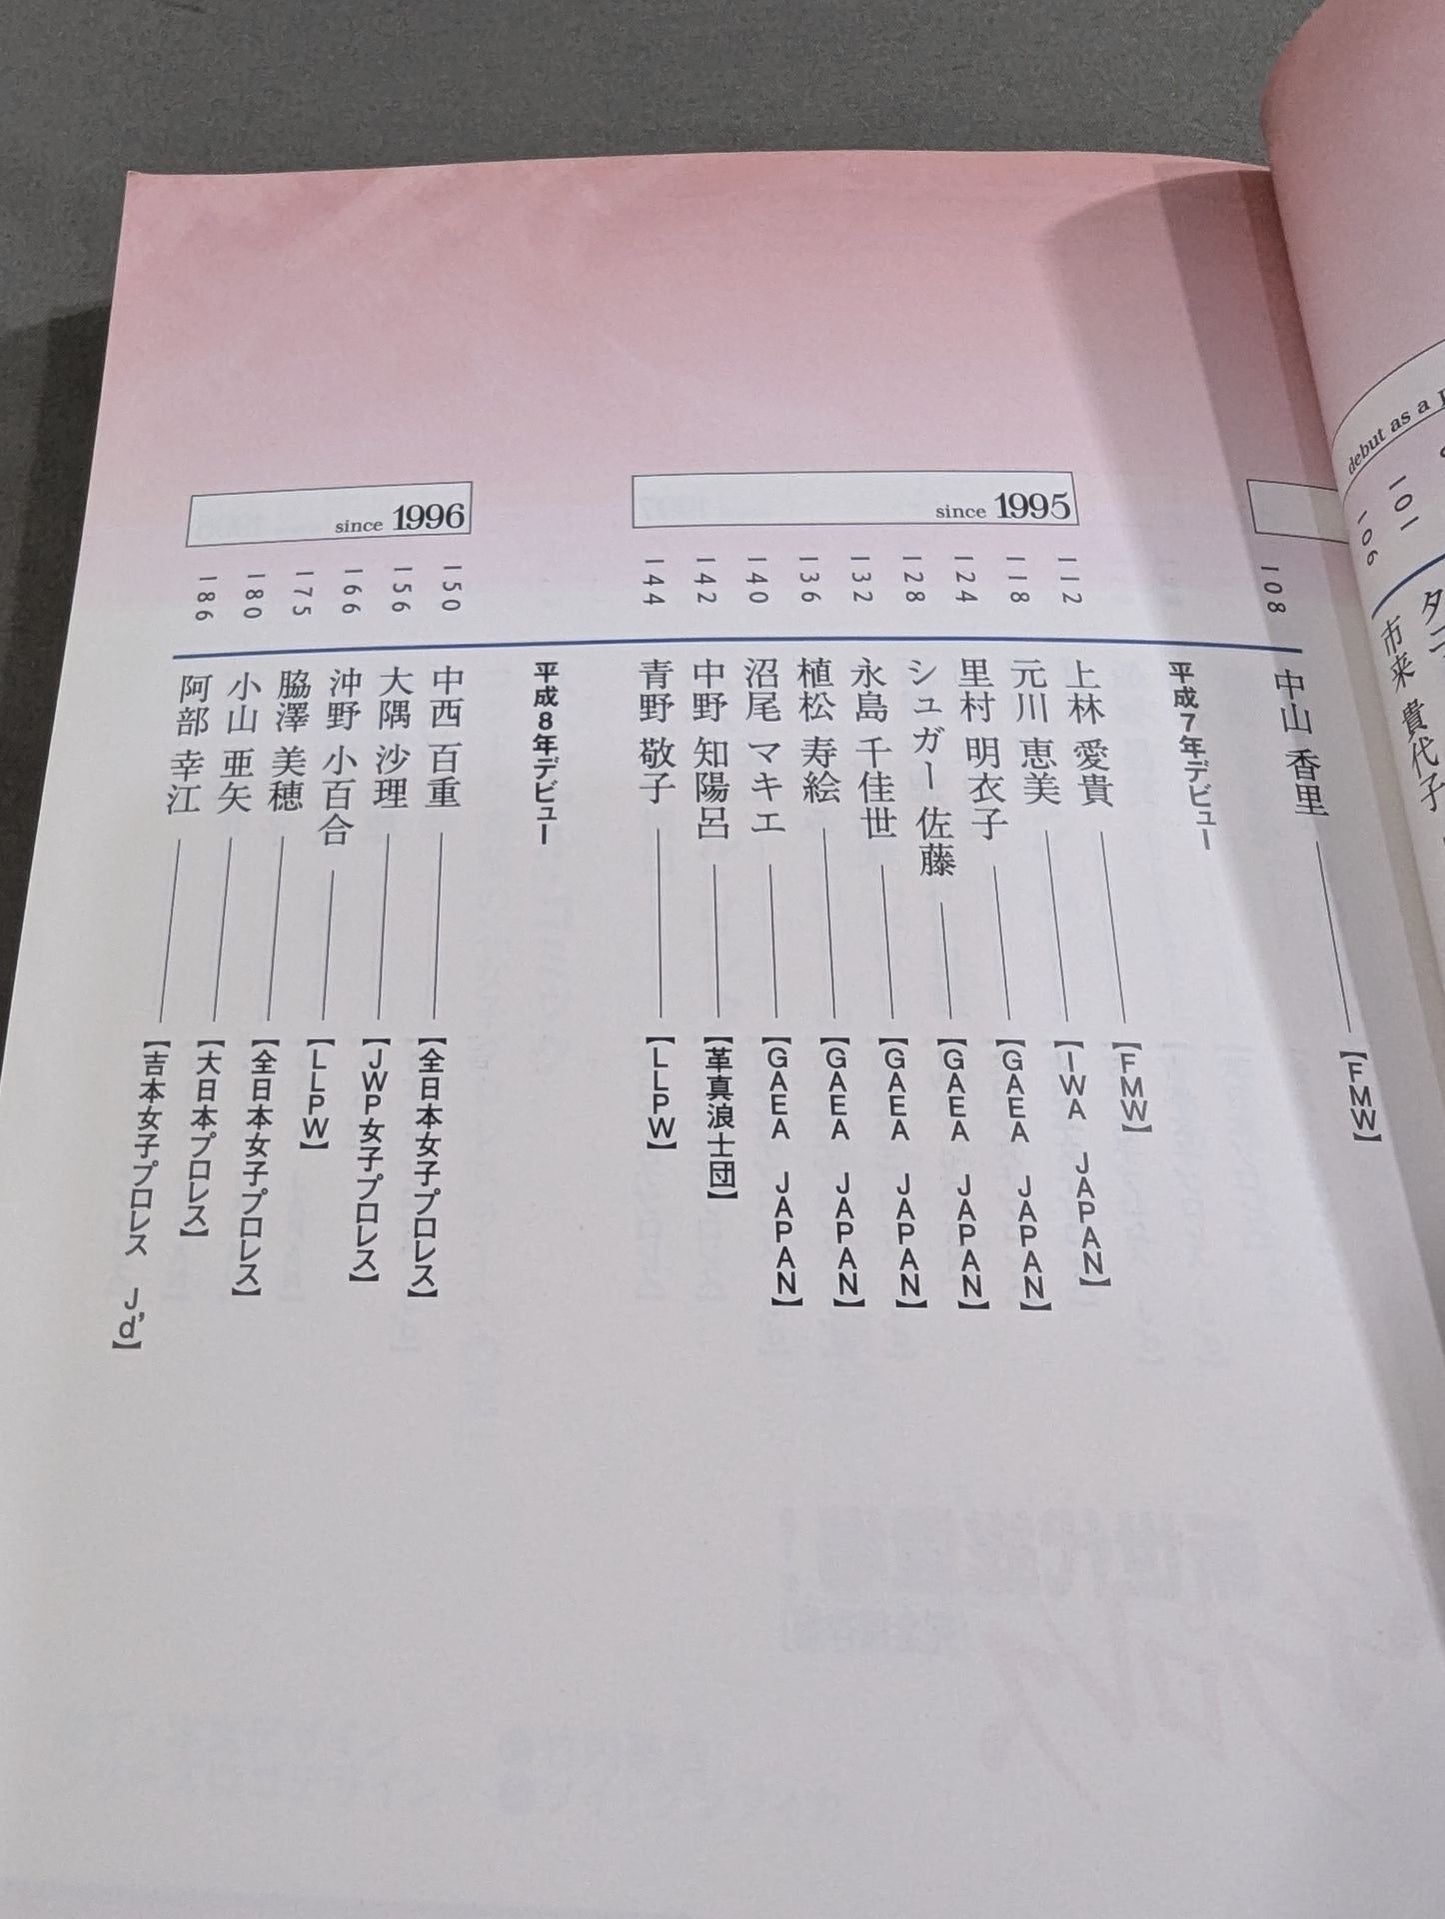 debut as a
101
106
市来 貴代子
108 中山 香里 【FMW】
since 1995
平成7年デビュー
112 上林 愛貴 【FMW】
118 元川 恵美 【IWA JAPAN】
124 里村 明衣子 【GAEA JAPAN】
128 シュガー 佐藤 【GAEA JAPAN】
132 永島 千佳世 【GAEA JAPAN】
136 植松 寿絵 【GAEA JAPAN】
140 沼尾 マキエ 【GAEA JAPAN】
142 中野 知陽呂 【革真浪士団】
144 青野 敬子 【LLPW】
since 1996
平成8年デビュー
150 中西 百重 【全日本女子プロレス】
156 大隅 沙理 【JWP女子プロレス】
166 沖野 小百合 【LLPW】
175 脇澤 美穂 【全日本女子プロレス】
180 小山 亜矢 【大日本プロレス】
186 阿部 幸江 【吉本女子プロレス Jd'】